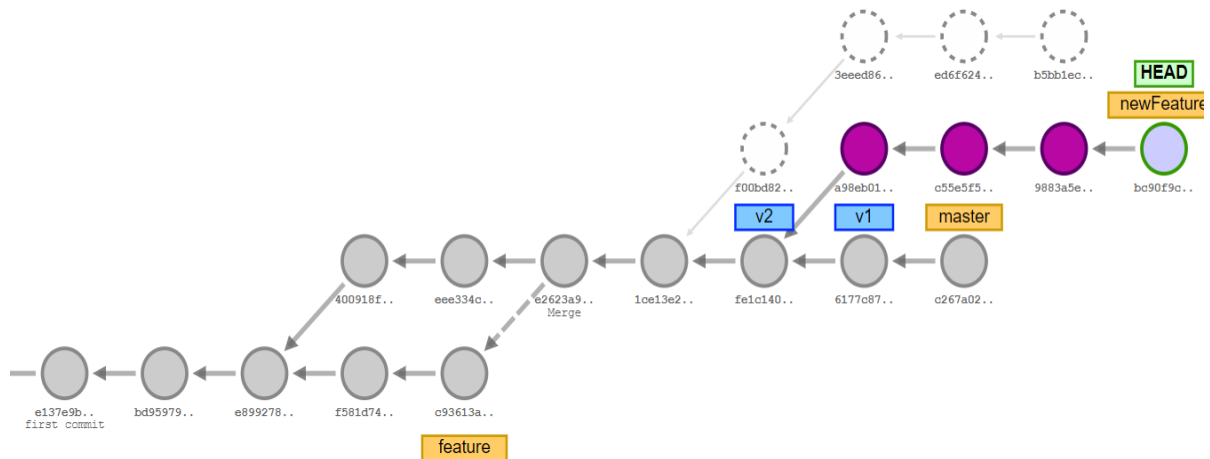 3eeed86.. ed6f624.. b5bb1ec..
HEAD
newFeature
f00bd82.. a98eb01.. c55e5f5.. 9883a5e.. bc90f9c..
v2 v1 master
400918f.. eee334c.. e2623a9.. 1ce13e2.. fe1c140.. 6177c87.. c267a02..
Merge
e137e9b.. bd95979.. e899278.. f581d74.. c93613a..
first commit
feature